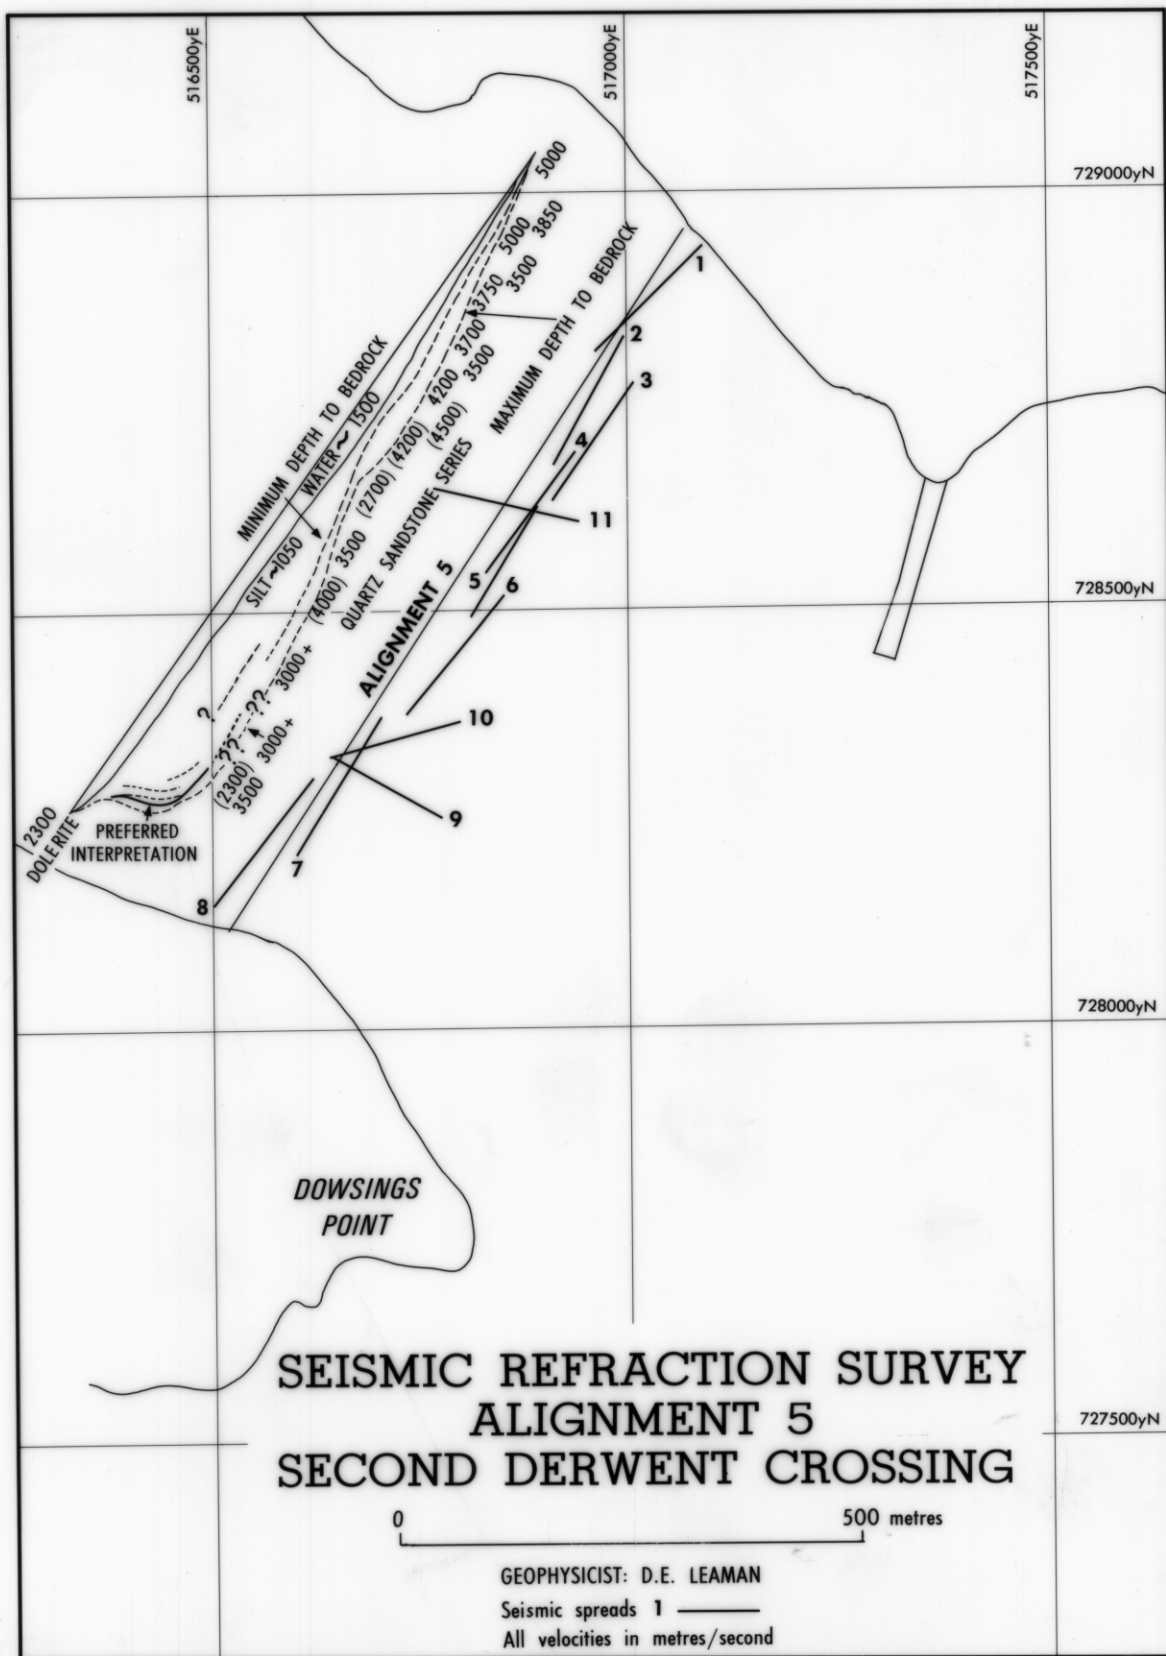 516500yE
517000yE
517500yE
729000yN
5000
5000 3850
3750 3500
3700
4200 3500
(4200) (4500)
(2700)
3500
(4000)
MINIMUM DEPTH TO BEDROCK
MAXIMUM DEPTH TO BEDROCK
WATER ~ 1500
SILT ~1050
QUARTZ SANDSTONE SERIES
ALIGNMENT 5
1
2
3
4
11
5
6
728500yN
3000+
?
??
??
3000+
(2300)
3500
10
9
7
8
2300
DOLERITE
PREFERRED
INTERPRETATION
728000yN
DOWSINGS
POINT
SEISMIC REFRACTION SURVEY
ALIGNMENT 5
SECOND DERWENT CROSSING
727500yN
0 500 metres
GEOPHYSICIST: D.E. LEAMAN
Seismic spreads 1
All velocities in metres/second